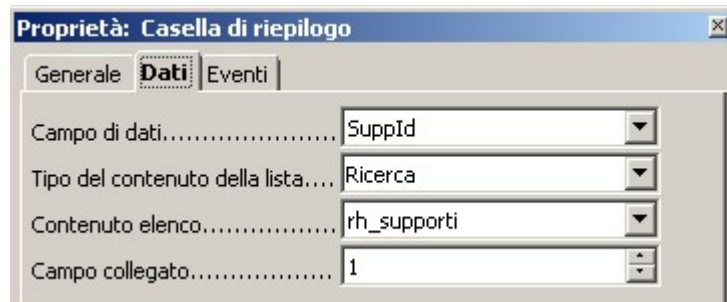 Proprietà: Casella di riepilogo
Generale Dati Eventi
Campo di dati...................... SuppId
Tipo del contenuto della lista.... Ricerca
Contenuto elenco................. rh_supporti
Campo collegato.................. 1